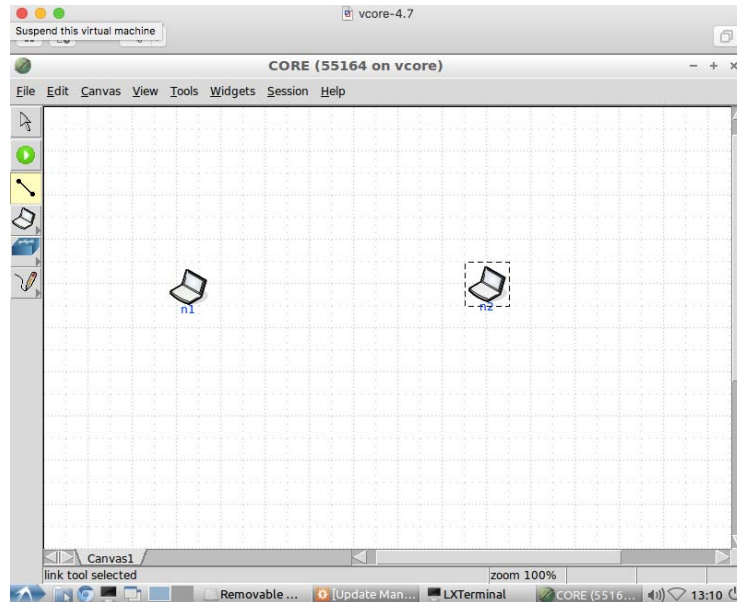 vcore-4.7
Suspend this virtual machine
CORE (55164 on vcore)
File Edit Canvas View Tools Widgets Session Help
n1
n2
Canvas1
link tool selected
zoom 100%
Removable ...
[Update Man...
LXTerminal
CORE (5516...
13:10